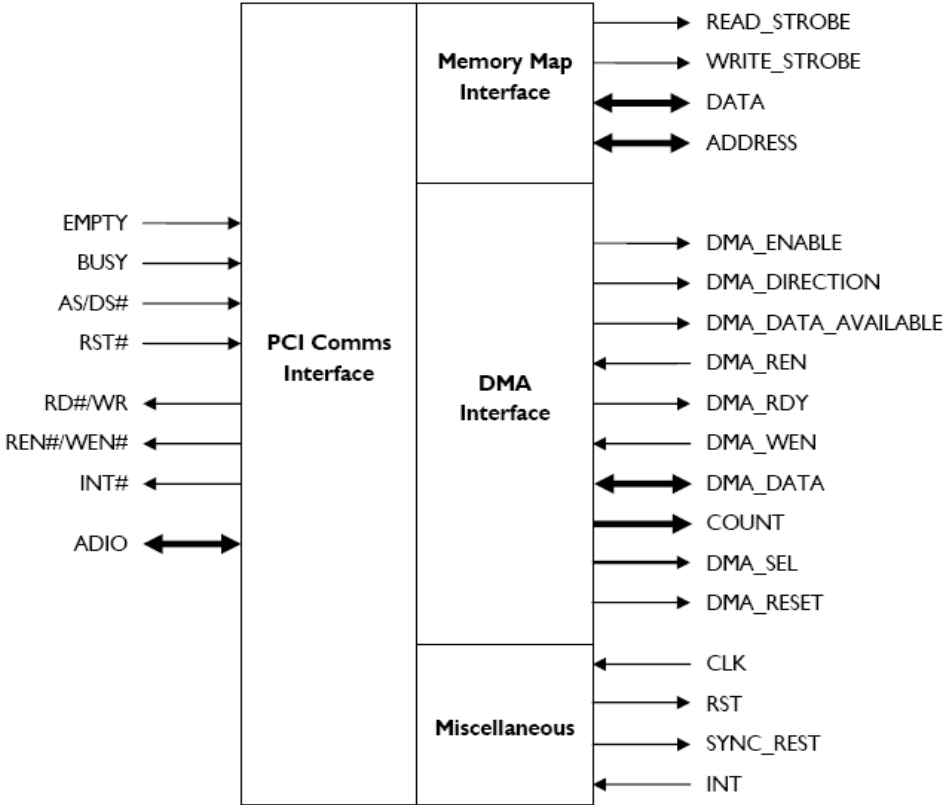 EMPTY
BUSY
AS/DS#
RST#
RD#/WR
REN#/WEN#
INT#
ADIO
PCI Comms
Interface
Memory Map
Interface
DMA
Interface
Miscellaneous
READ_STROBE
WRITE_STROBE
DATA
ADDRESS
DMA_ENABLE
DMA_DIRECTION
DMA_DATA_AVAILABLE
DMA_REN
DMA_RDY
DMA_WEN
DMA_DATA
COUNT
DMA_SEL
DMA_RESET
CLK
RST
SYNC_REST
INT